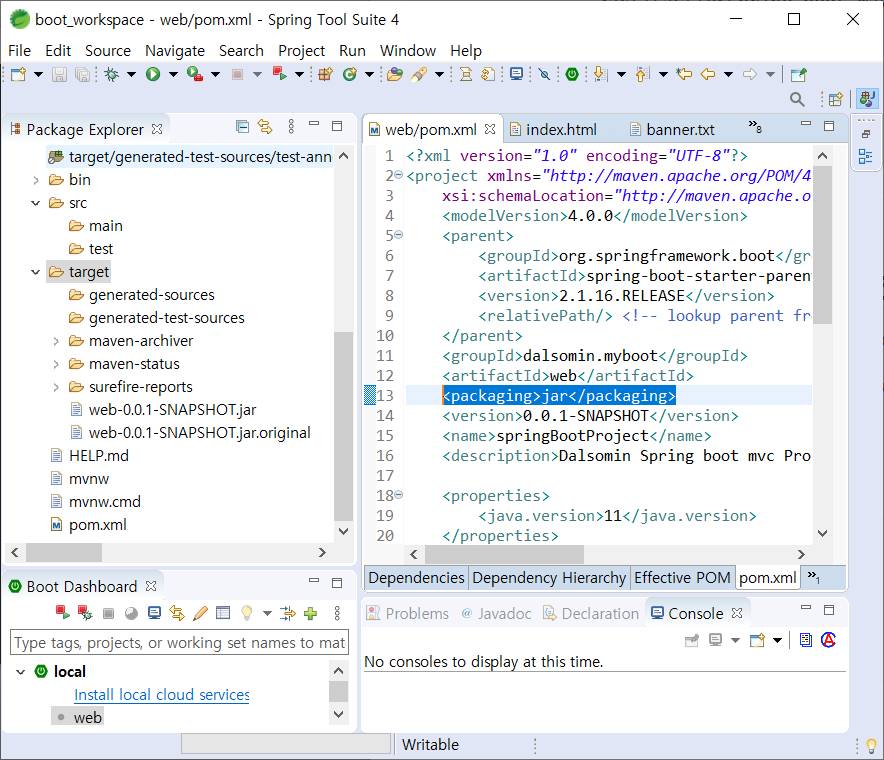 boot_workspace - web/pom.xml - Spring Tool Suite 4
File Edit Source Navigate Search Project Run Window Help
Package Explorer
target/generated-test-sources/test-ann
bin
src
main
test
target
generated-sources
generated-test-sources
maven-archiver
maven-status
surefire-reports
web-0.0.1-SNAPSHOT.jar
web-0.0.1-SNAPSHOT.jar.original
HELP.md
mvnw
mvnw.cmd
pom.xml
Boot Dashboard
Type tags, projects, or working set names to mat
local
Install local cloud services
web
web/pom.xml index.html banner.txt »8
1 <?xml version="1.0" encoding="UTF-8"?>
2 <project xmlns="http://maven.apache.org/POM/4
3 xsi:schemaLocation="http://maven.apache.o
4 <modelVersion>4.0.0</modelVersion>
5 <parent>
6 <groupId>org.springframework.boot</gr
7 <artifactId>spring-boot-starter-paren
8 <version>2.1.16.RELEASE</version>
9 <relativePath/> <!-- lookup parent fr
10 </parent>
11 <groupId>dalsomin.myboot</groupId>
12 <artifactId>web</artifactId>
13 <packaging>jar</packaging>
14 <version>0.0.1-SNAPSHOT</version>
15 <name>springBootProject</name>
16 <description>Dalsomin Spring boot mvc Pro
17
18 <properties>
19 <java.version>11</java.version>
20 </properties>
Dependencies Dependency Hierarchy Effective POM pom.xml »1
Problems @ Javadoc Declaration Console
No consoles to display at this time.
Writable